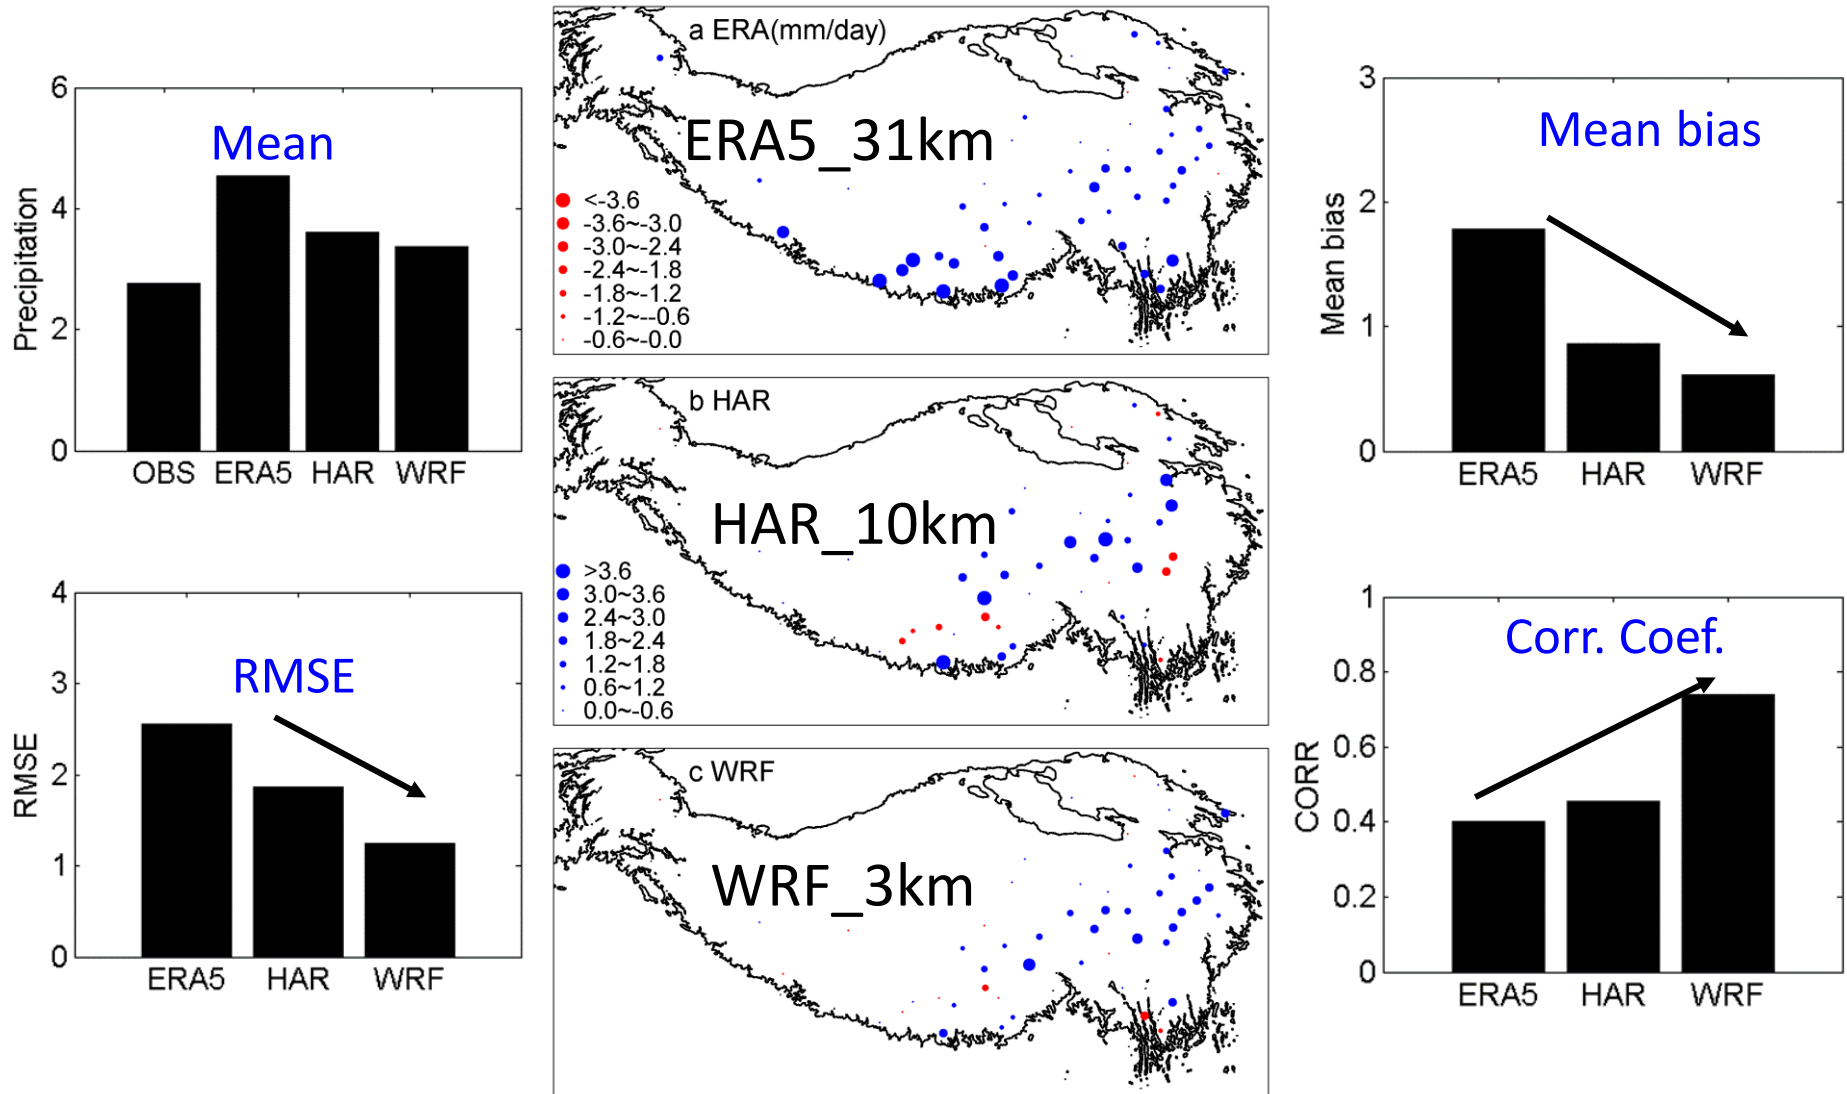 6
4
2
0
Precipitation
Mean
OBS ERA5 HAR WRF
4
3
2
1
0
RMSE
RMSE
ERA5 HAR WRF
a ERA(mm/day)
ERA5_31km
<-3.6
-3.6~-3.0
-3.0~-2.4
-2.4~-1.8
-1.8~-1.2
-1.2~--0.6
-0.6~-0.0
b HAR
HAR_10km
>3.6
3.0~3.6
2.4~3.0
1.8~2.4
1.2~1.8
0.6~1.2
0.0~-0.6
c WRF
WRF_3km
3
2
1
0
Mean bias
Mean bias
ERA5 HAR WRF
1
0.8
0.6
0.4
0.2
0
CORR
Corr. Coef.
ERA5 HAR WRF